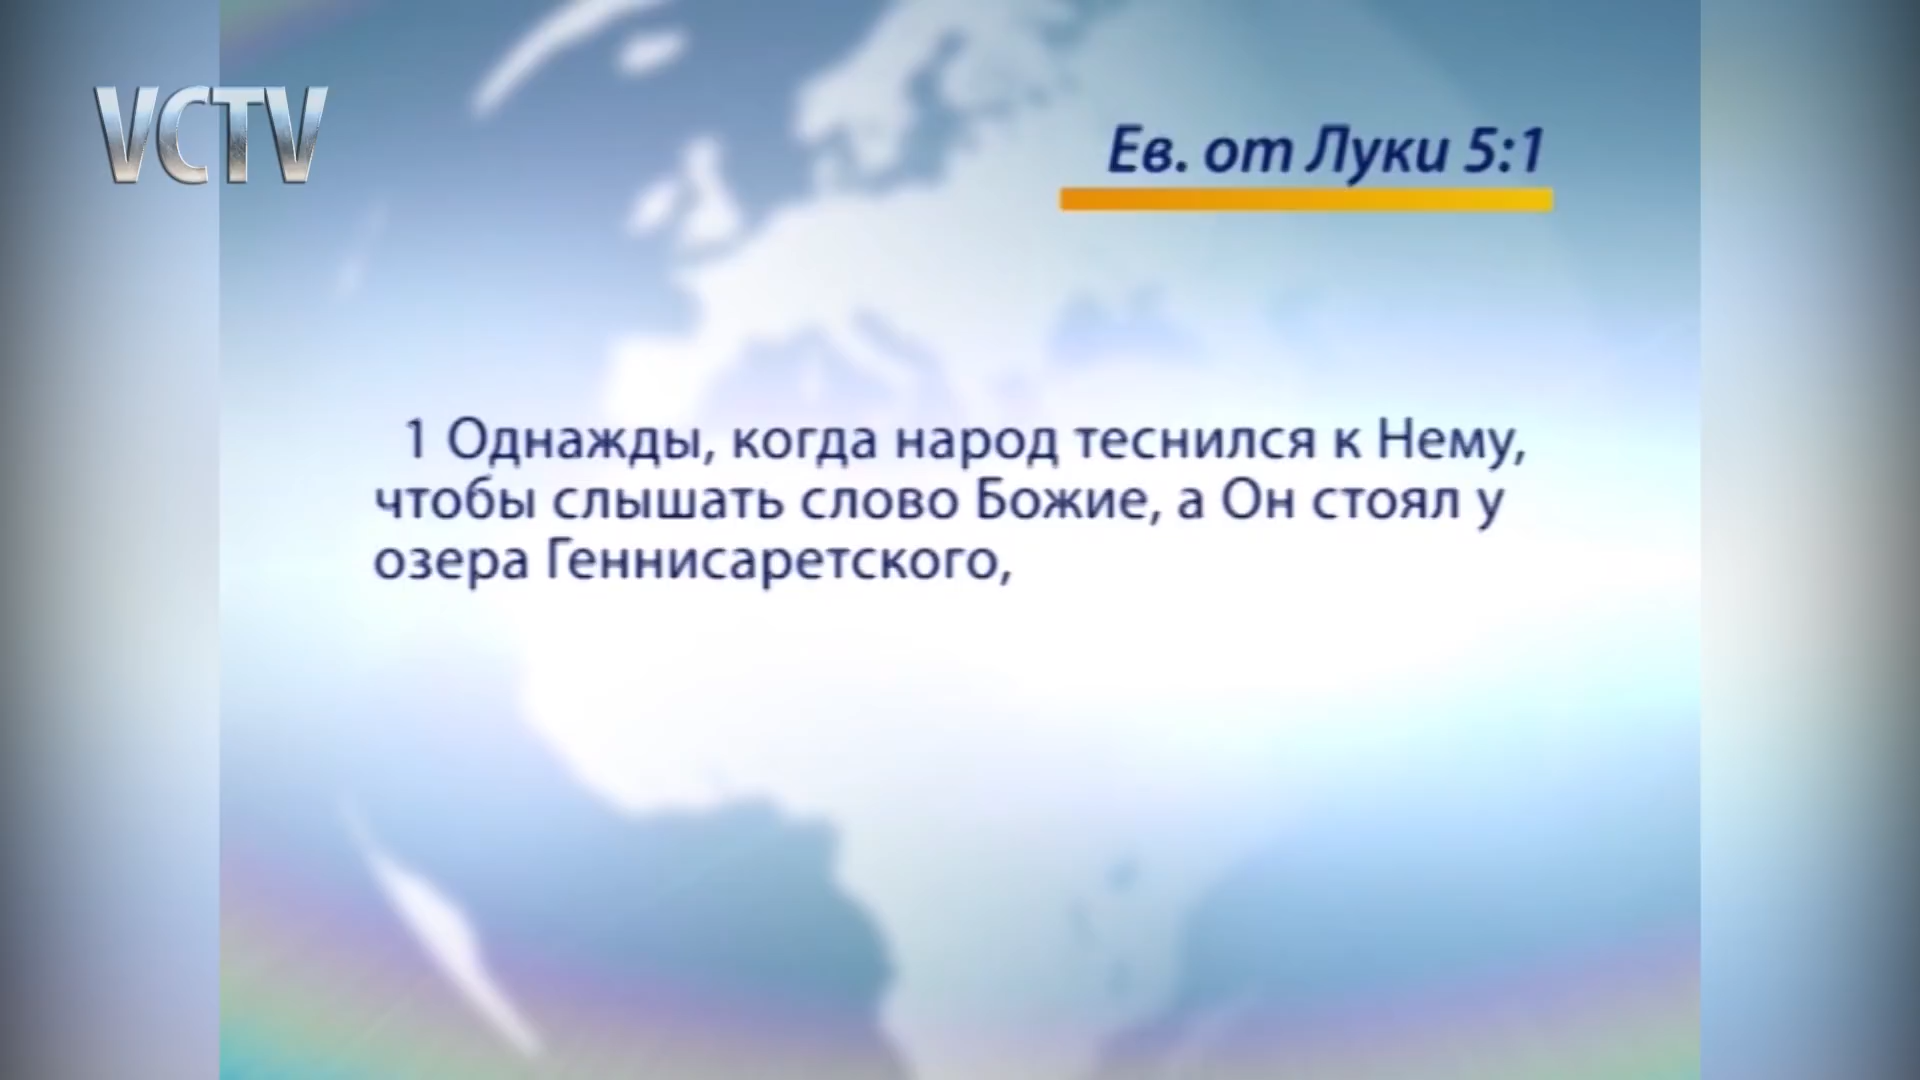 VCTV
Ев. от Луки 5:1
1 Однажды, когда народ теснился к Нему,
чтобы слышать слово Божие, а Он стоял у
озера Геннисаретского,